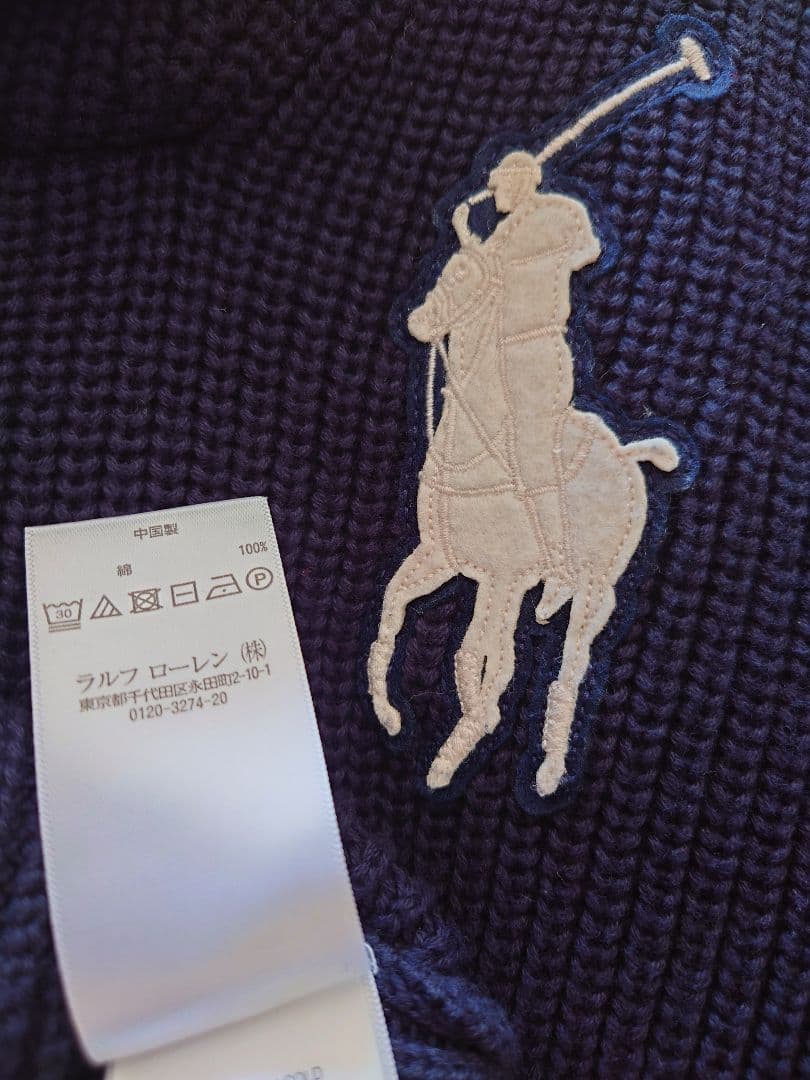 中国製
綿 100%
30
P
ラルフ ローレン (株)
東京都千代田区永田町2-10-1
0120-3274-20